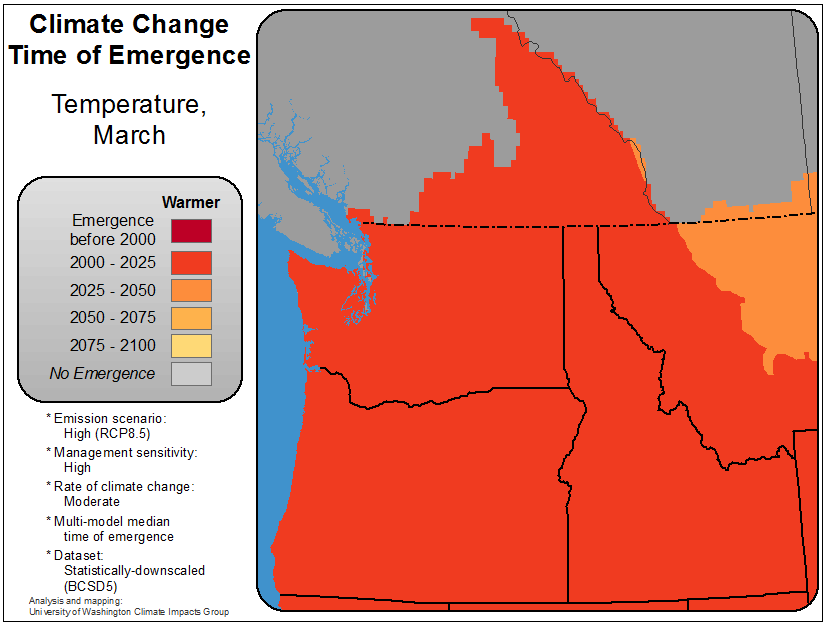 Climate Change
Time of Emergence
Temperature,
March
Warmer
Emergence
before 2000
2000 - 2025
2025 - 2050
2050 - 2075
2075 - 2100
No Emergence
* Emission scenario:
High (RCP8.5)
* Management sensitivity:
High
* Rate of climate change:
Moderate
* Multi-model median
time of emergence
* Dataset:
Statistically-downscaled
(BCSD5)
Analysis and mapping:
University of Washington Climate Impacts Group